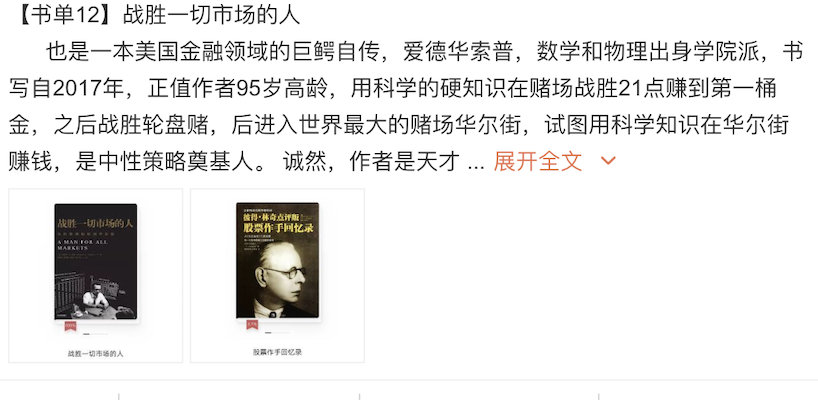 【书单12】战胜一切市场的人
也是一本美国金融领域的巨鳄自传，爱德华索普，数学和物理出身学院派，书
写自2017年，正值作者95岁高龄，用科学的硬知识在赌场战胜21点赚到第一桶
金，之后战胜轮盘赌，后进入世界最大的赌场华尔街，试图用科学知识在华尔街
赚钱，是中性策略奠基人。 诚然，作者是天才 ... 展开全文
战胜一切市场的人
A MAN FOR ALL
MARKETS
战胜一切市场的人
彼得·林奇点评版
股票作手回忆录
股票作手回忆录